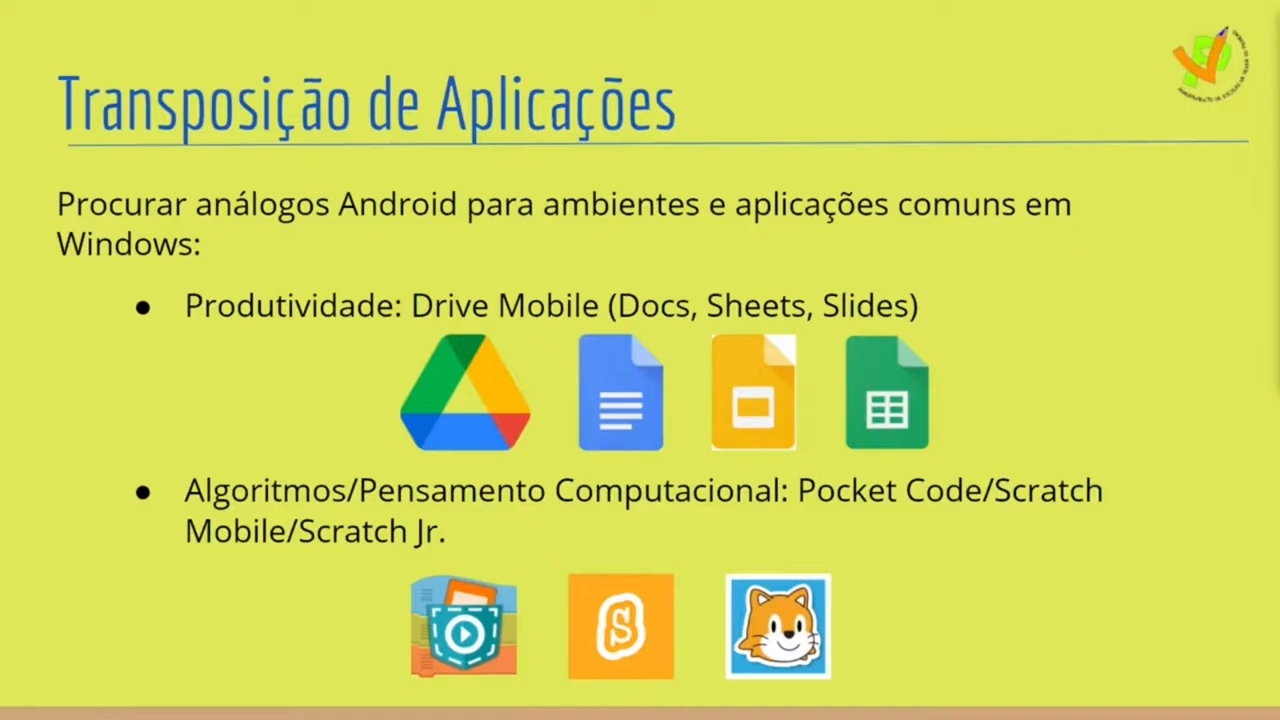 Transposição de Aplicações
Procurar análogos Android para ambientes e aplicações comuns em
Windows:
● Produtividade: Drive Mobile (Docs, Sheets, Slides)
● Algoritmos/Pensamento Computacional: Pocket Code/Scratch
Mobile/Scratch Jr.
S